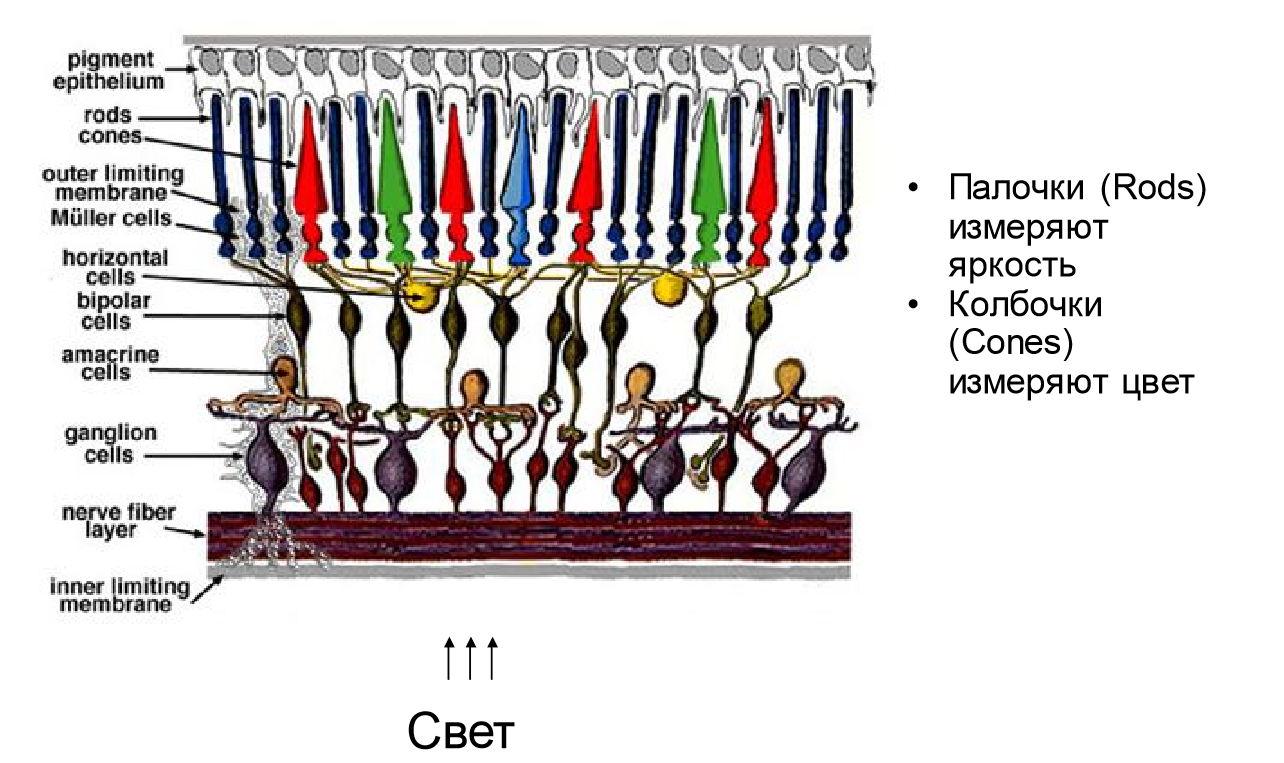 pigment
epithelium
rods
cones
outer limiting
membrane
Müller cells
horizontal
cells
bipolar
cells
amacrine
cells
ganglion
cells
nerve fiber
layer
inner limiting
membrane
Свет
• Палочки (Rods)
измеряют
яркость
• Колбочки
(Cones)
измеряют цвет